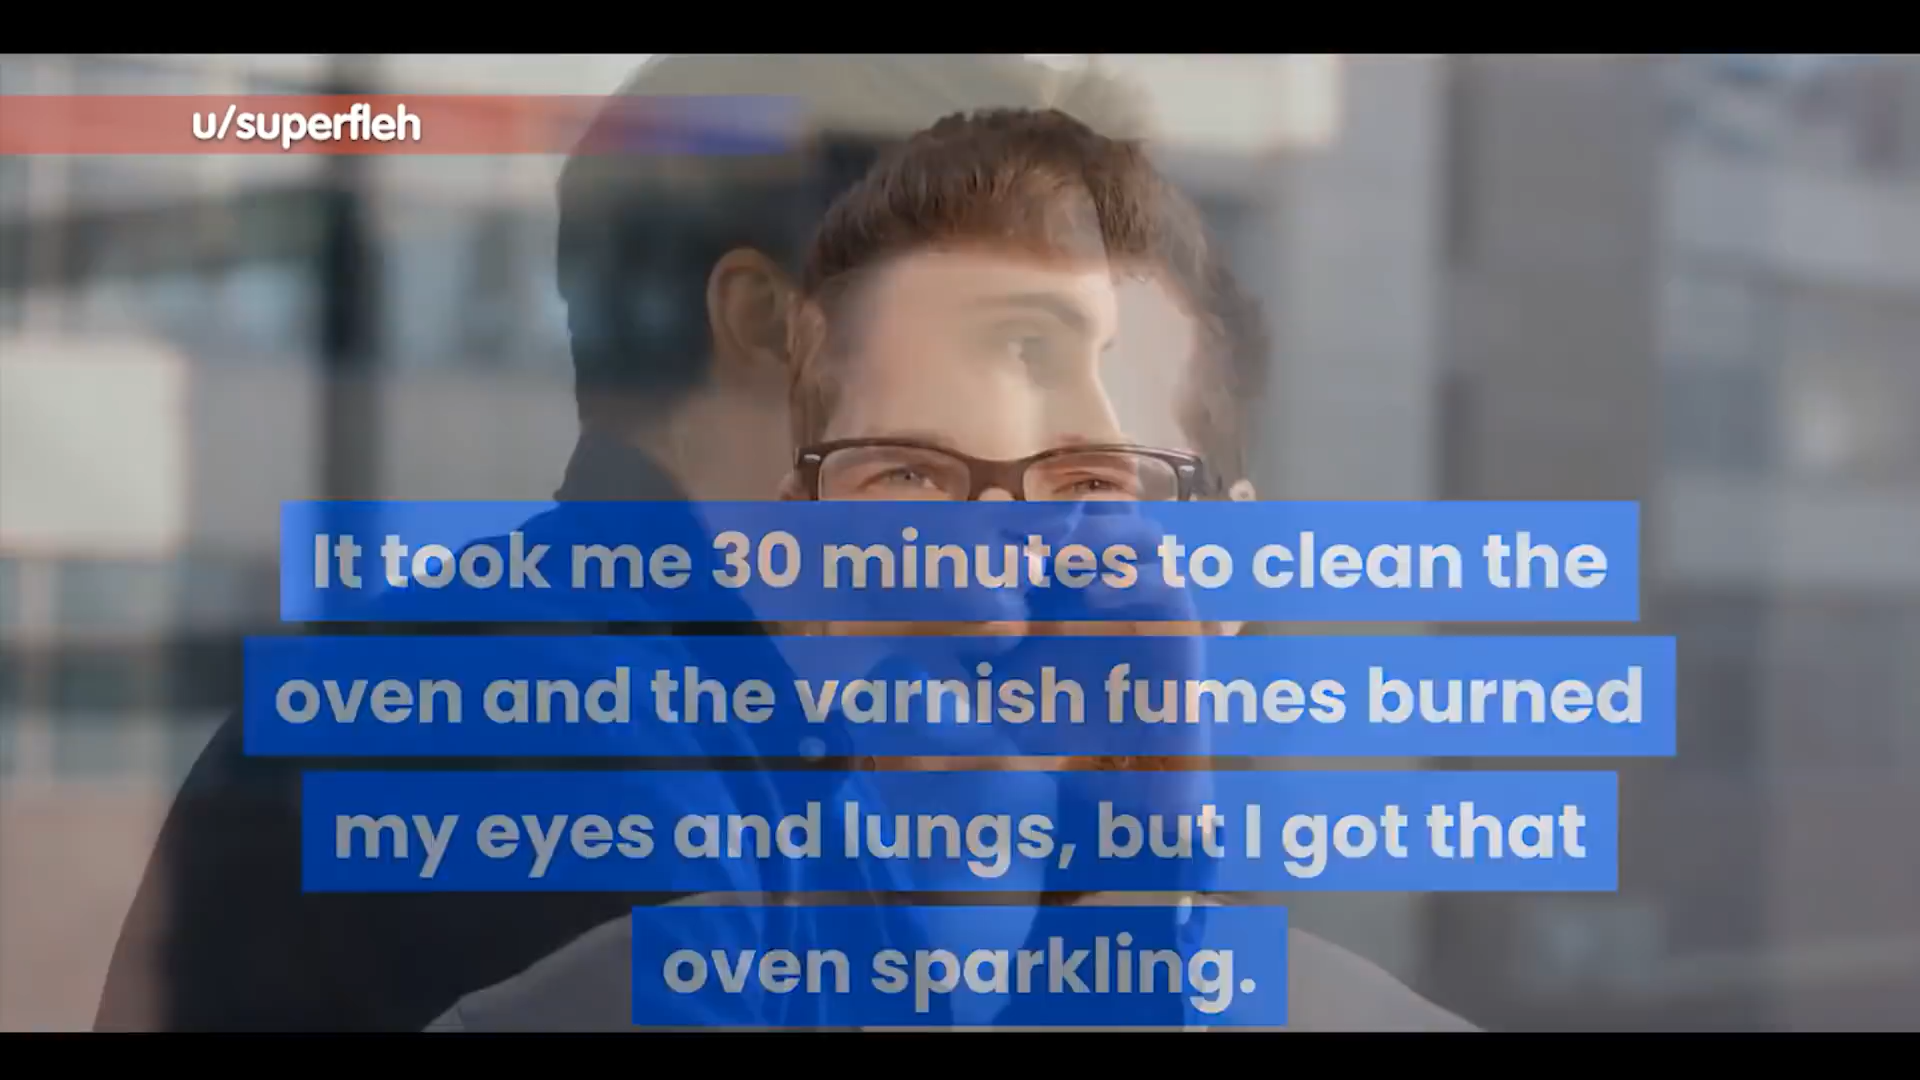 u/superfleh
It took me 30 minutes to clean the
oven and the varnish fumes burned
my eyes and lungs, but I got that
oven sparkling.